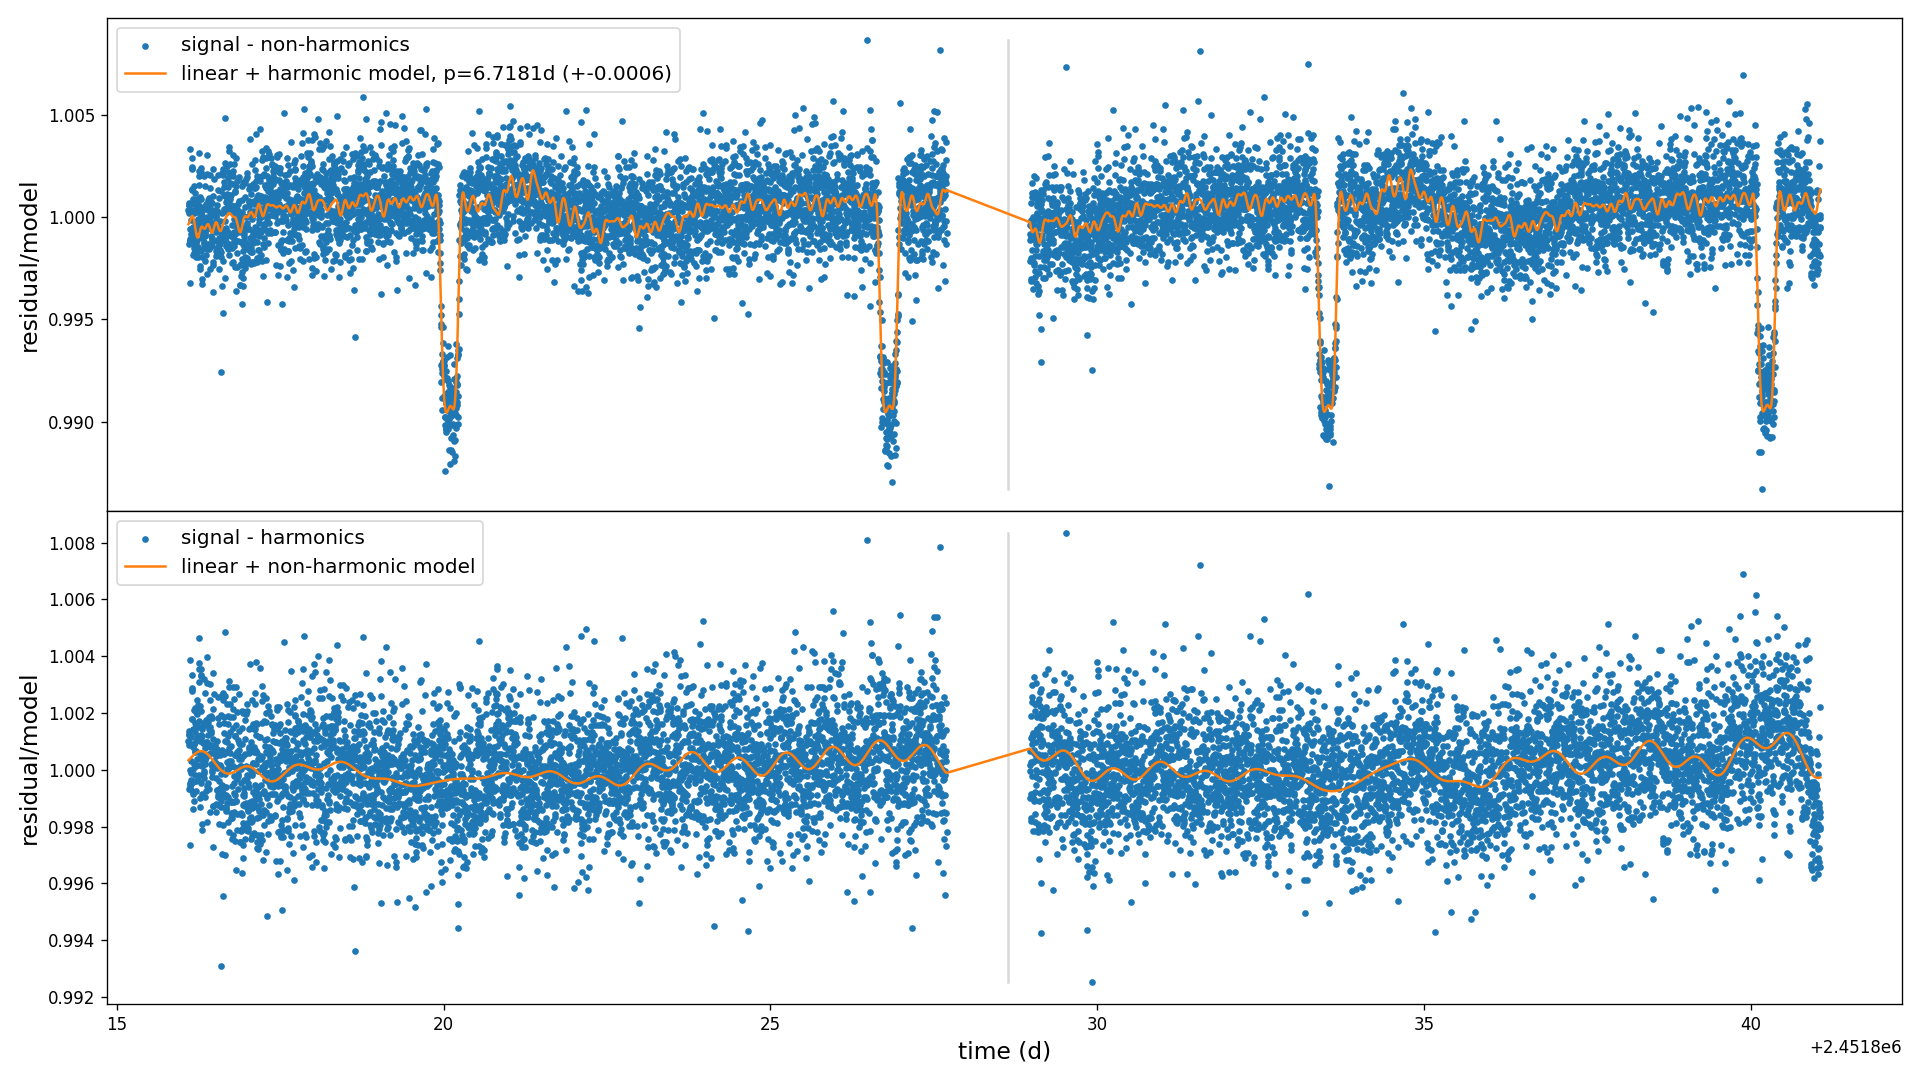 signal - non-harmonics
linear + harmonic model, p=6.7181d (+-0.0006)
residual/model
1.005
1.000
0.995
0.990
signal - harmonics
linear + non-harmonic model
residual/model
1.008
1.006
1.004
1.002
1.000
0.998
0.996
0.994
0.992
15 20 25 30 35 40
time (d)
+2.4518e6